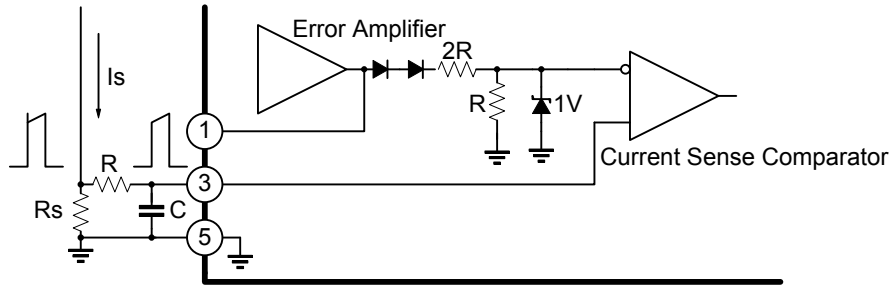 Error Amplifier
2R
Is
R
1V
1
Current Sense Comparator
R
3
Rs
C
5